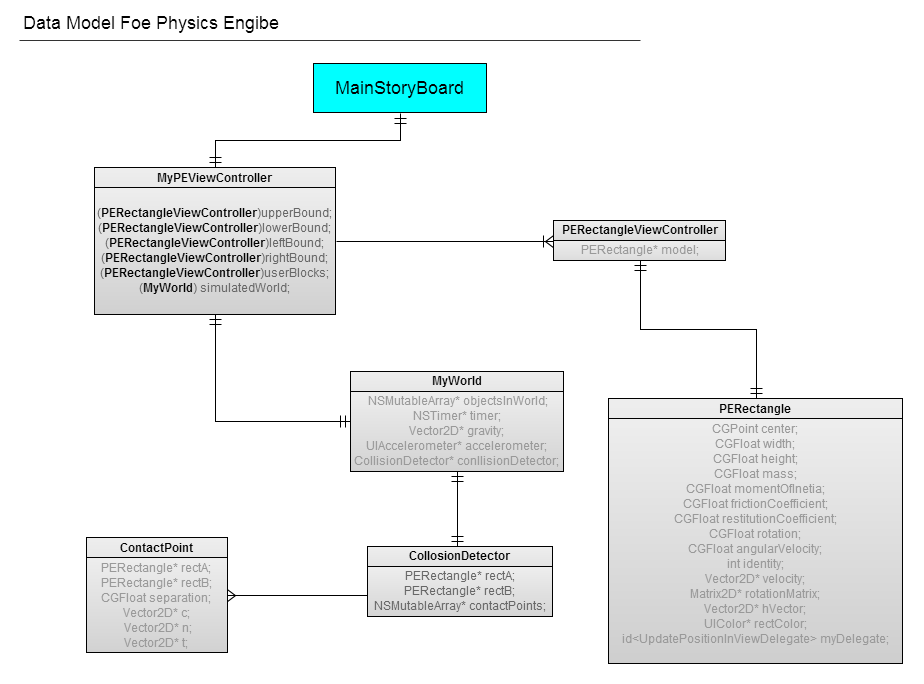 Data Model Foe Physics Engibe
MainStoryBoard
MyPEViewController
(PERectangleViewController)upperBound;
(PERectangleViewController)lowerBound;
(PERectangleViewController)leftBound;
(PERectangleViewController)rightBound;
(PERectangleViewController)userBlocks;
(MyWorld) simulatedWorld;
PERectangleViewController
PERectangle* model;
MyWorld
NSMutableArray* objectsInWorld;
NSTimer* timer;
Vector2D* gravity;
UIAccelerometer* accelerometer;
CollisionDetector* conllisionDetector;
PERectangle
CGPoint center;
CGFloat width;
CGFloat height;
CGFloat mass;
CGFloat momentOfInetia;
CGFloat frictionCoefficient;
CGFloat restitutionCoefficient;
CGFloat rotation;
CGFloat angularVelocity;
int identity;
Vector2D* velocity;
Matrix2D* rotationMatrix;
Vector2D* hVector;
UIColor* rectColor;
id<UpdatePositionInViewDelegate> myDelegate;
ContactPoint
PERectangle* rectA;
PERectangle* rectB;
CGFloat separation;
Vector2D* c;
Vector2D* n;
Vector2D* t;
CollosionDetector
PERectangle* rectA;
PERectangle* rectB;
NSMutableArray* contactPoints;